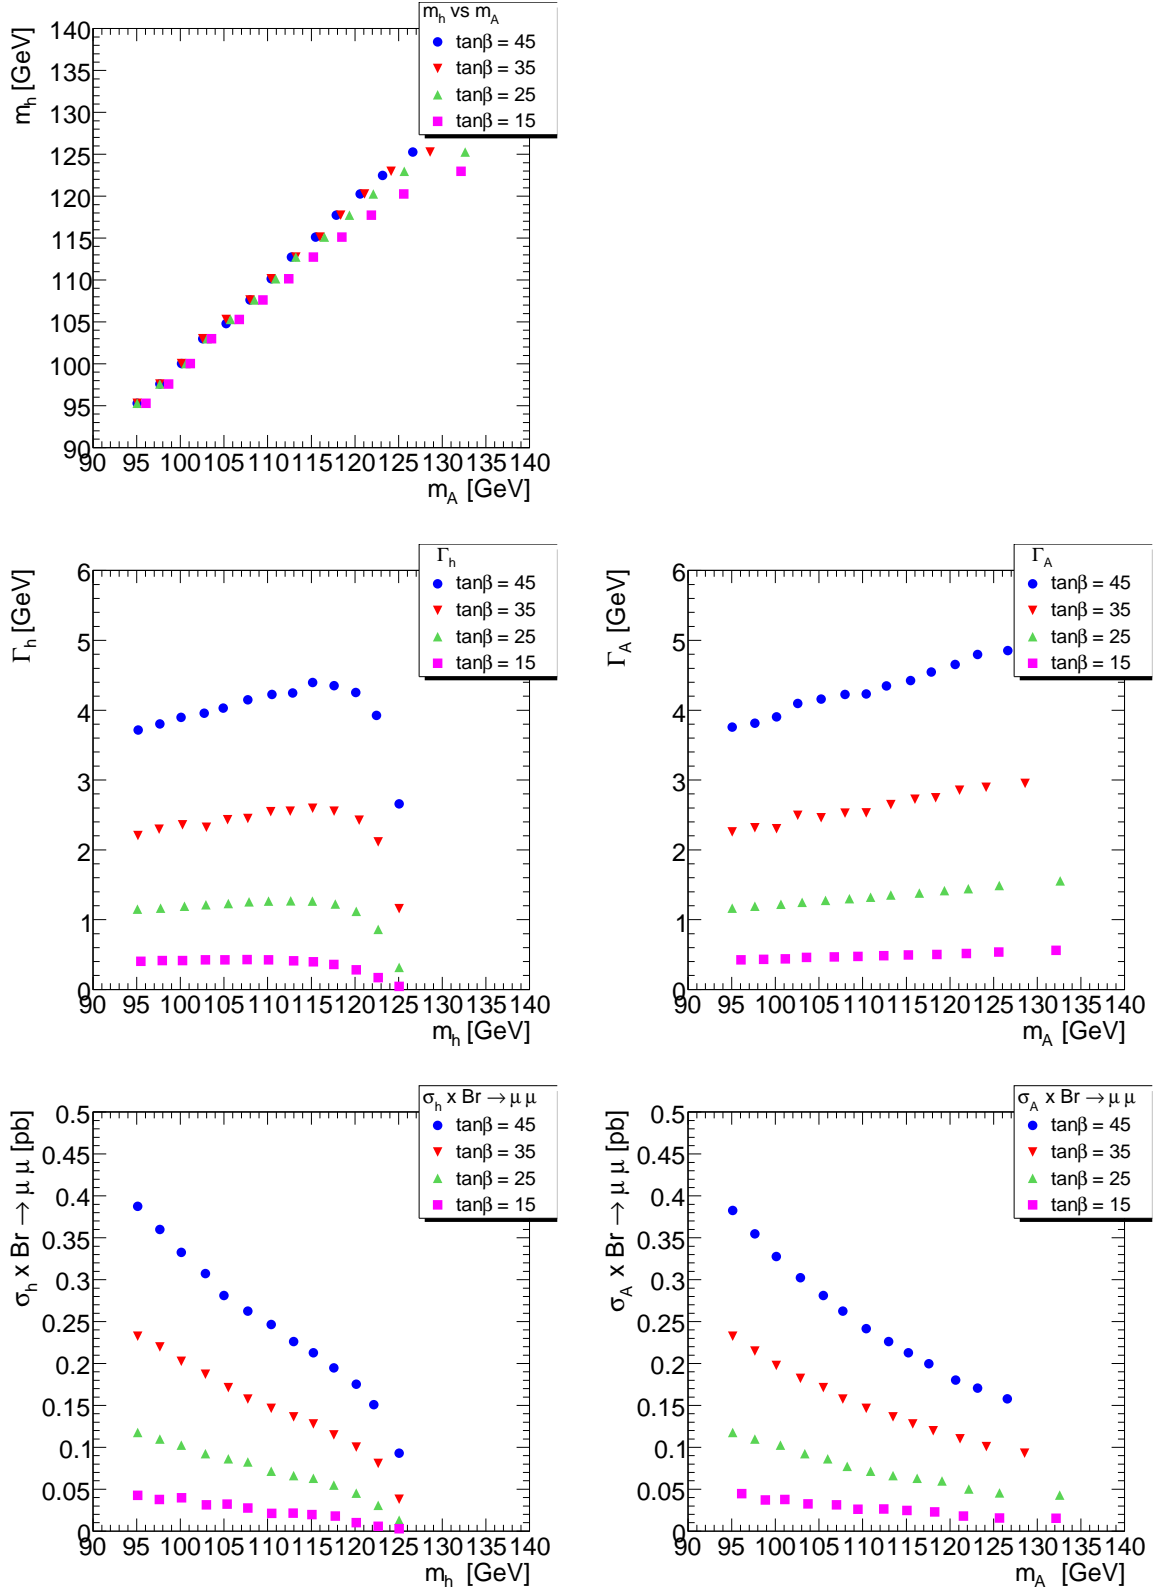 m_h vs m_A
tanβ = 45
tanβ = 35
tanβ = 25
tanβ = 15
m_h [GeV]
140
135
130
125
120
115
110
105
100
95
90
90 95 100 105 110 115 120 125 130 135 140
m_A [GeV]
Γ_h
tanβ = 45
tanβ = 35
tanβ = 25
tanβ = 15
Γ_h [GeV]
6
5
4
3
2
1
0
90 95 100 105 110 115 120 125 130 135 140
m_h [GeV]
Γ_A
tanβ = 45
tanβ = 35
tanβ = 25
tanβ = 15
Γ_A [GeV]
6
5
4
3
2
1
0
90 95 100 105 110 115 120 125 130 135 140
m_A [GeV]
σ_h x Br → μ μ
tanβ = 45
tanβ = 35
tanβ = 25
tanβ = 15
σ_h x Br → μ μ [pb]
0.5
0.45
0.4
0.35
0.3
0.25
0.2
0.15
0.1
0.05
0
90 95 100 105 110 115 120 125 130 135 140
m_h [GeV]
σ_A x Br → μ μ
tanβ = 45
tanβ = 35
tanβ = 25
tanβ = 15
σ_A x Br → μ μ [pb]
0.5
0.45
0.4
0.35
0.3
0.25
0.2
0.15
0.1
0.05
0
90 95 100 105 110 115 120 125 130 135 140
m_A [GeV]